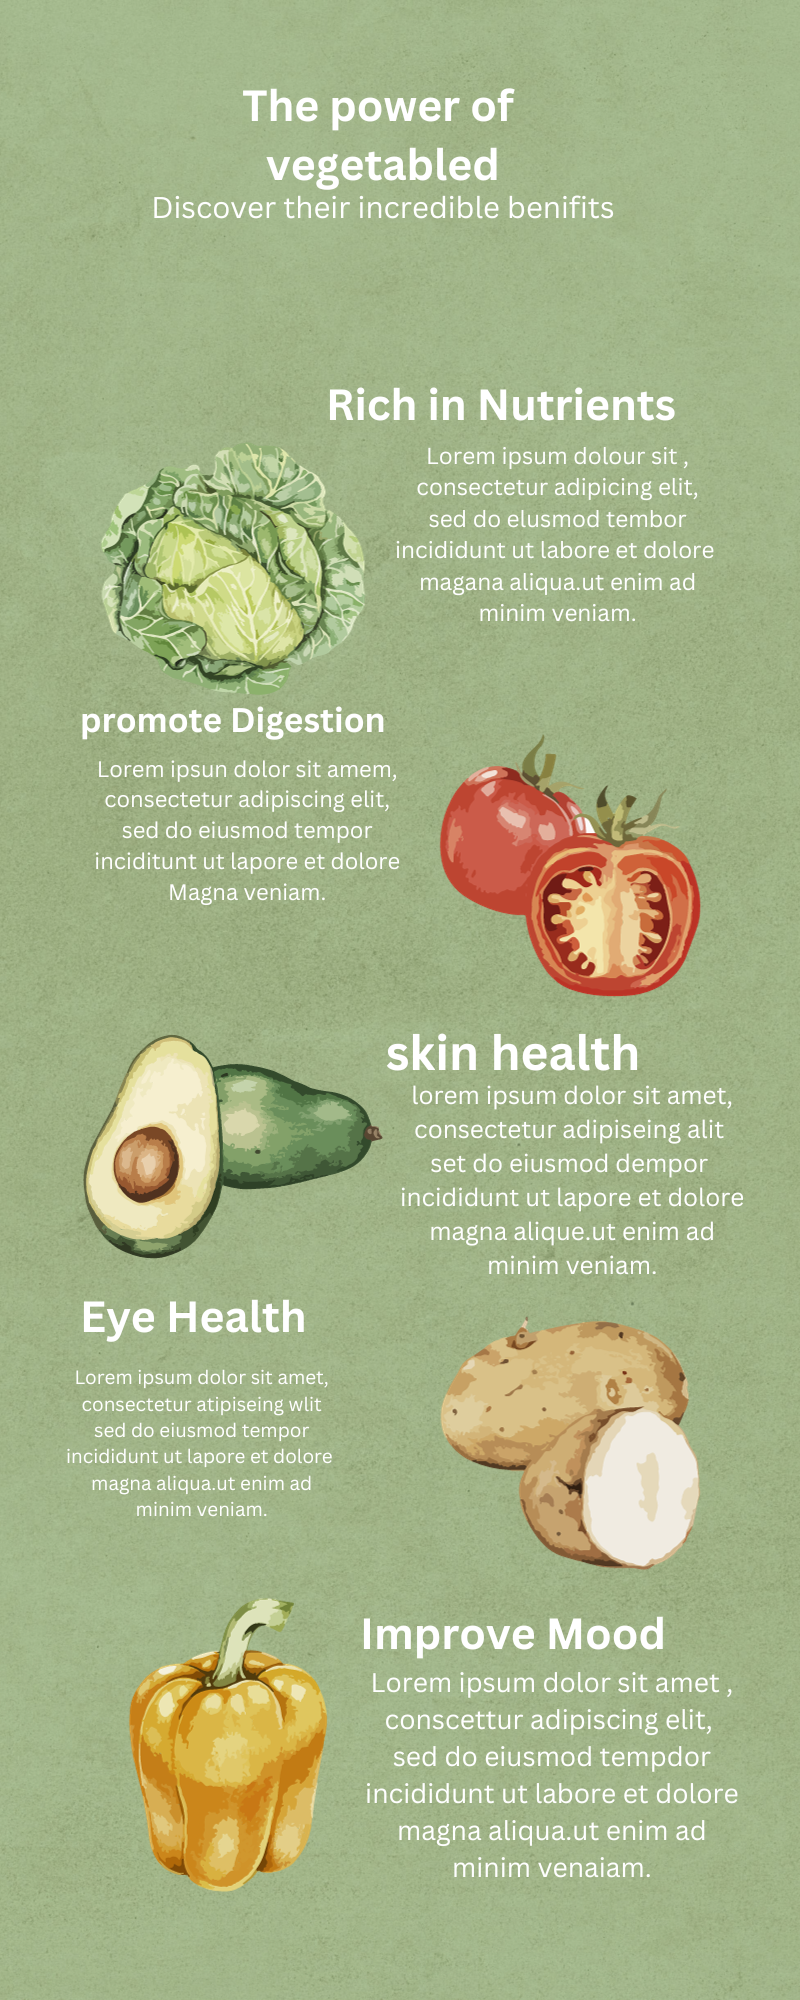 The power of
vegetabled
Discover their incredible benifits
Rich in Nutrients
Lorem ipsum dolour sit ,
consectetur adipicing elit,
sed do elusmod tembor
incididunt ut labore et dolore
magana aliqua.ut enim ad
minim veniam.
promote Digestion
Lorem ipsun dolor sit amem,
consectetur adipiscing elit,
sed do eiusmod tempor
inciditunt ut lapore et dolore
Magna veniam.
skin health
lorem ipsum dolor sit amet,
consectetur adipiseing alit
set do eiusmod dempor
incididunt ut lapore et dolore
magna alique.ut enim ad
minim veniam.
Eye Health
Lorem ipsum dolor sit amet,
consectetur atipiseing wlit
sed do eiusmod tempor
incididunt ut lapore et dolore
magna aliqua.ut enim ad
minim veniam.
Improve Mood
Lorem ipsum dolor sit amet ,
conscettur adipiscing elit,
sed do eiusmod tempdor
incididunt ut labore et dolore
magna aliqua.ut enim ad
minim venaiam.